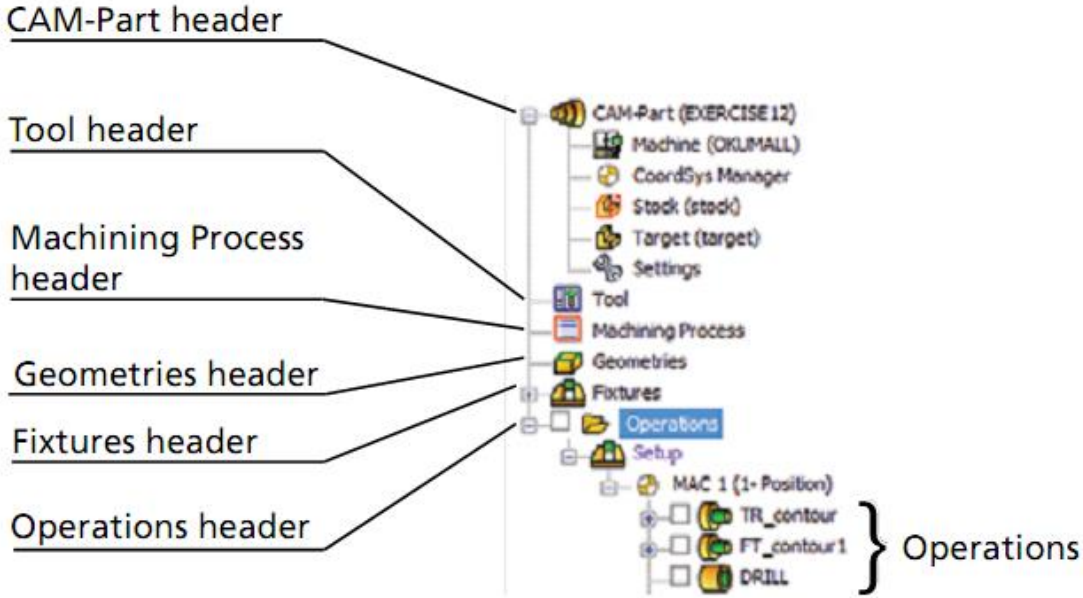 CAM-Part header
CAM-Part (EXERCISE12)
Tool header
Machine (OKUMALL)
CoordSys Manager
Stock (stock)
Machining Process
header
Target (target)
Settings
Tool
Machining Process
Geometries header
Geometries
Fixtures
Fixtures header
Operations
Setup
MAC 1 (1- Position)
Operations header
TR_contour
FT_contour1
Operations
DRILL